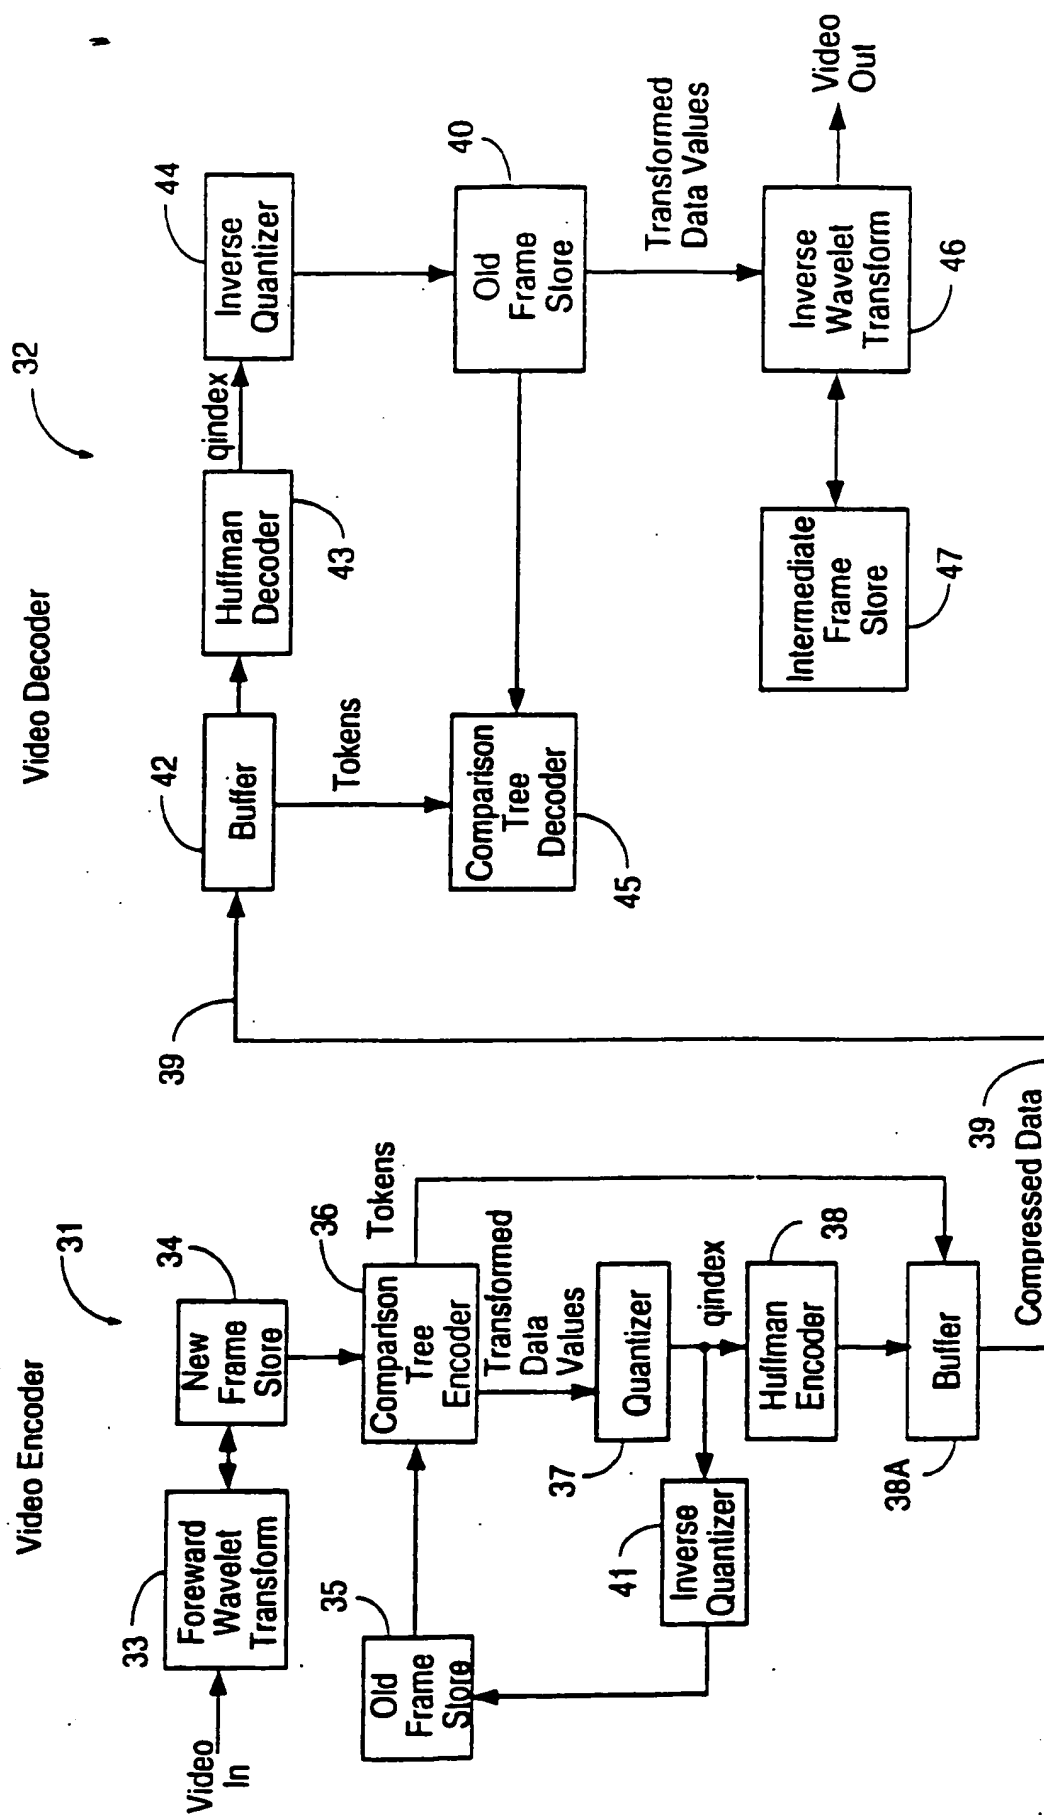 Video Encoder
31
Video
In
33
Foreward
Wavelet
Transform
34
New
Frame
Store
35
Old
Frame
Store
36
Comparison
Tree
Encoder
Tokens
Transformed
Data
Values
37
Quantizer
qindex
41
Inverse
Quantizer
38
Huffman
Encoder
38A
Buffer
39
Compressed Data
Video Decoder
32
39
42
Buffer
Tokens
43
Huffman
Decoder
qindex
44
Inverse
Quantizer
45
Comparison
Tree
Decoder
40
Old
Frame
Store
Transformed
Data Values
46
Inverse
Wavelet
Transform
Video
Out
47
Intermediate
Frame
Store